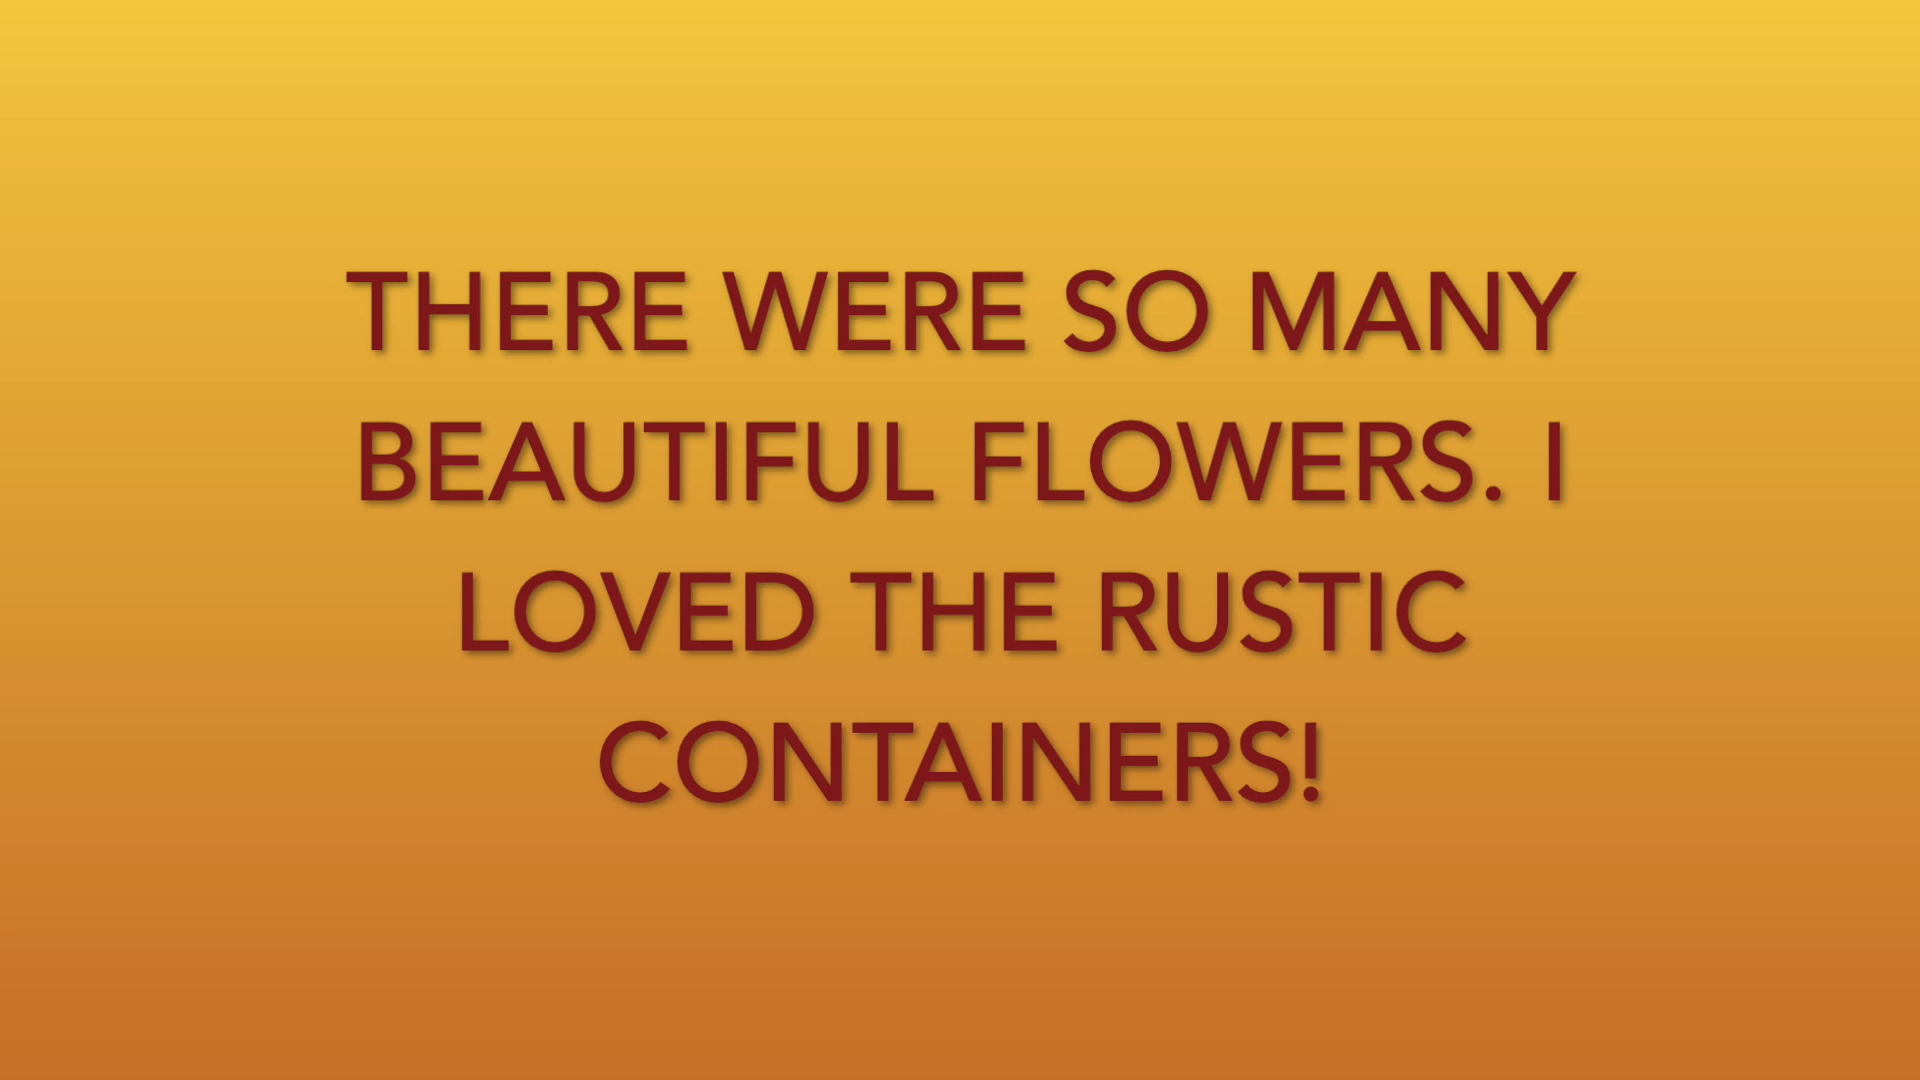 THERE WERE SO MANY
BEAUTIFUL FLOWERS. I
LOVED THE RUSTIC
CONTAINERS!